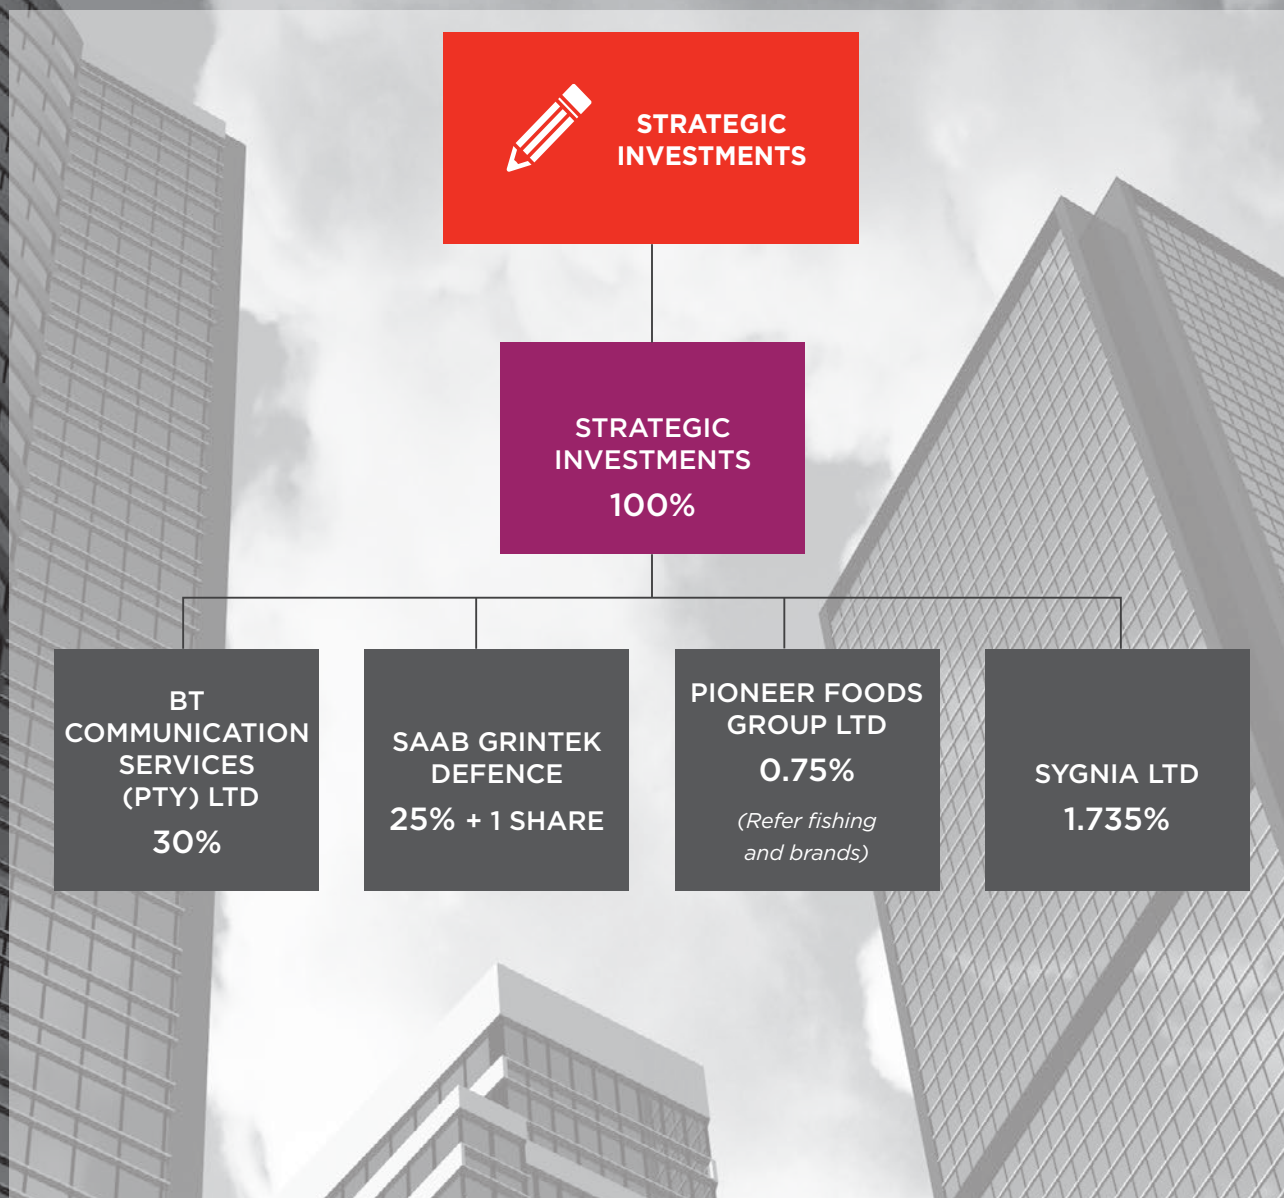 STRATEGIC
INVESTMENTS
STRATEGIC
INVESTMENTS
100%
BT
COMMUNICATION
SERVICES
(PTY) LTD
30%
SAAB GRINTEK
DEFENCE
25% + 1 SHARE
PIONEER FOODS
GROUP LTD
0.75%
(Refer fishing
and brands)
SYGNIA LTD
1.735%